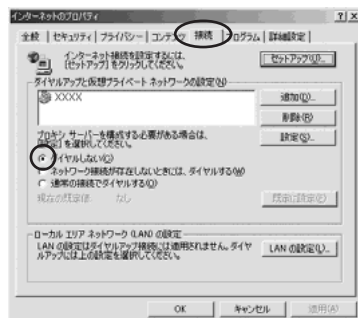 インターネットのプロパティ
全般 セキュリティ プライバシー コンテンツ 接続 プログラム 詳細設定
インターネット接続を設定するには、
[セットアップ] をクリックしてください。
セットアップ(U)...
ダイヤルアップと仮想プライベート ネットワークの設定(N)
XXXX
追加(D)...
削除(R)
プロキシ サーバーを構成する必要がある場合は、
[設定] を選択してください。
設定(S)...
ダイヤルしない(C)
ネットワーク接続が存在しないときには、ダイヤルする(W)
通常の接続でダイヤルする(O)
現在の既定値: なし
既定に設定(E)
ローカル エリア ネットワーク (LAN) の設定
LAN の設定はダイヤルアップ接続には適用されません。ダイヤ
ルアップには上の設定を選択してください。
LAN の設定(L)...
OK キャンセル 適用(A)